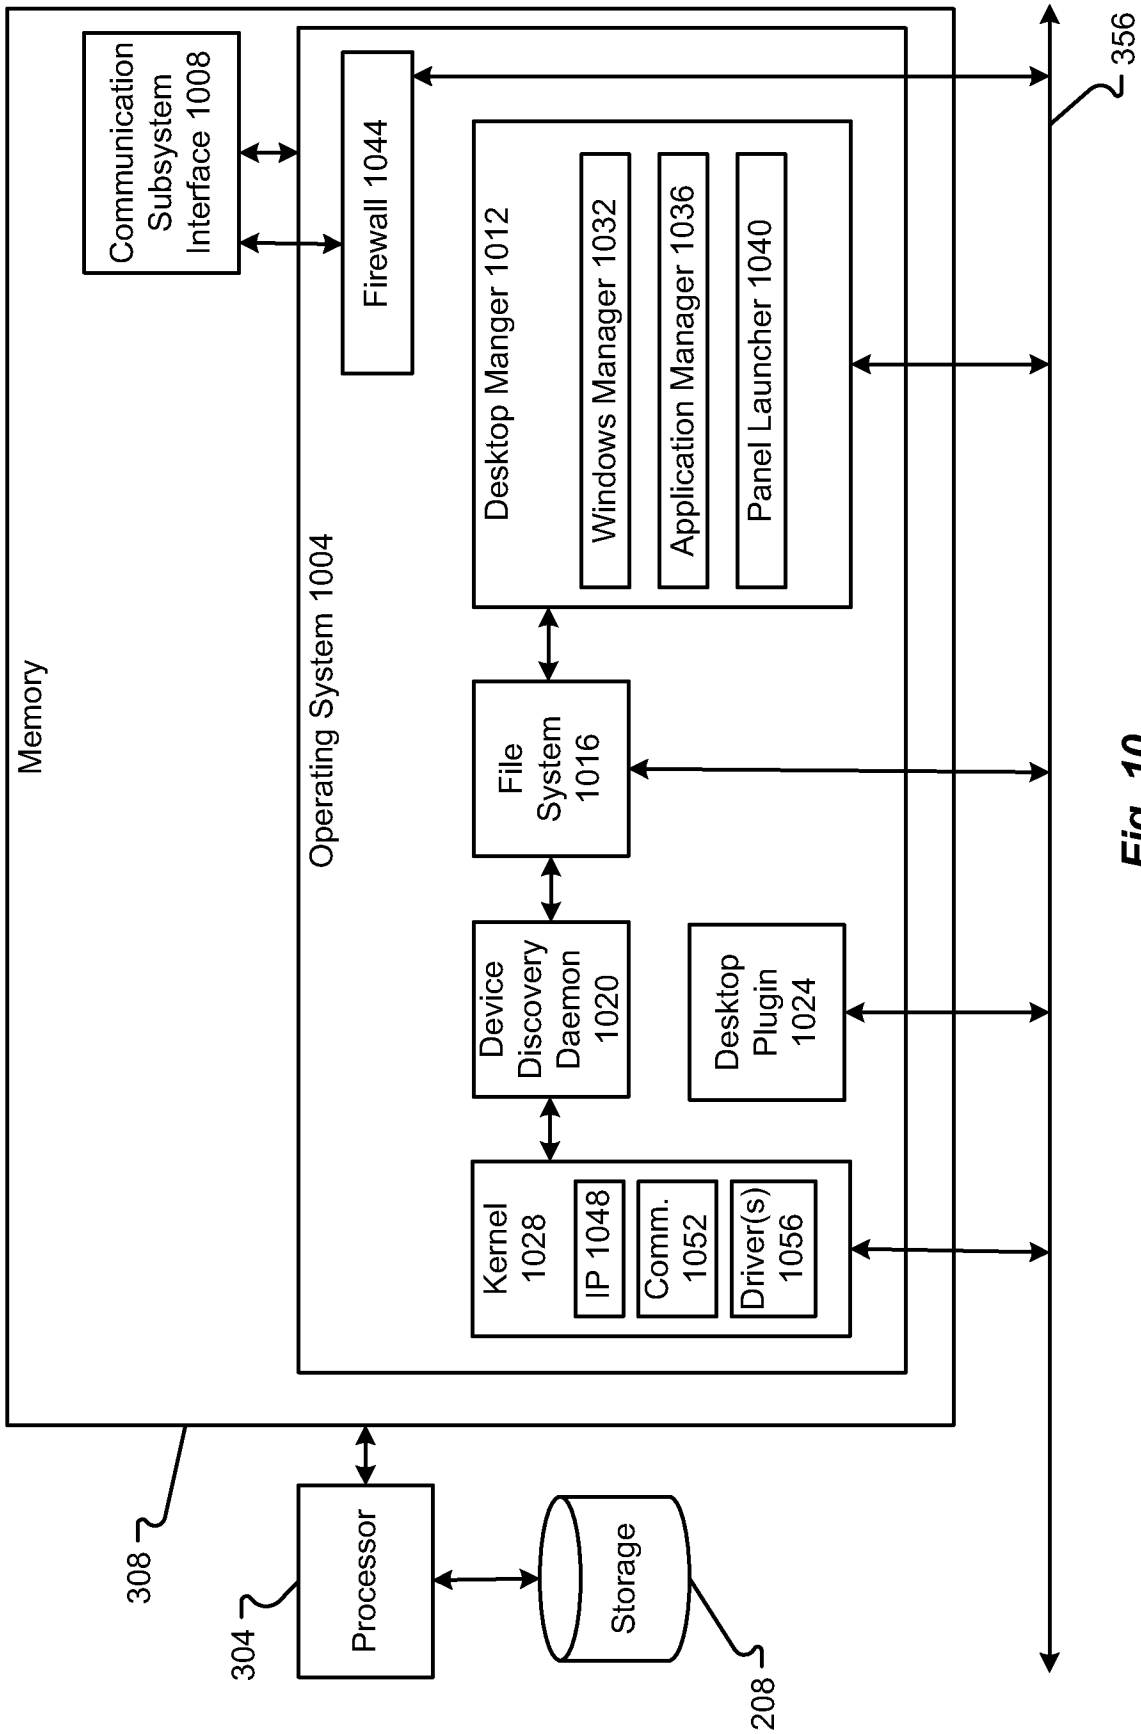 Memory
Communication
Subsystem
Interface 1008
Operating System 1004
Firewall 1044
Kernel
1028
IP 1048
Comm.
1052
Driver(s)
1056
Device
Discovery
Daemon
1020
Desktop
Plugin
1024
File
System
1016
Desktop Manger 1012
Windows Manager 1032
Application Manager 1036
Panel Launcher 1040
308
304
Processor
Storage
208
356
Fig. 10